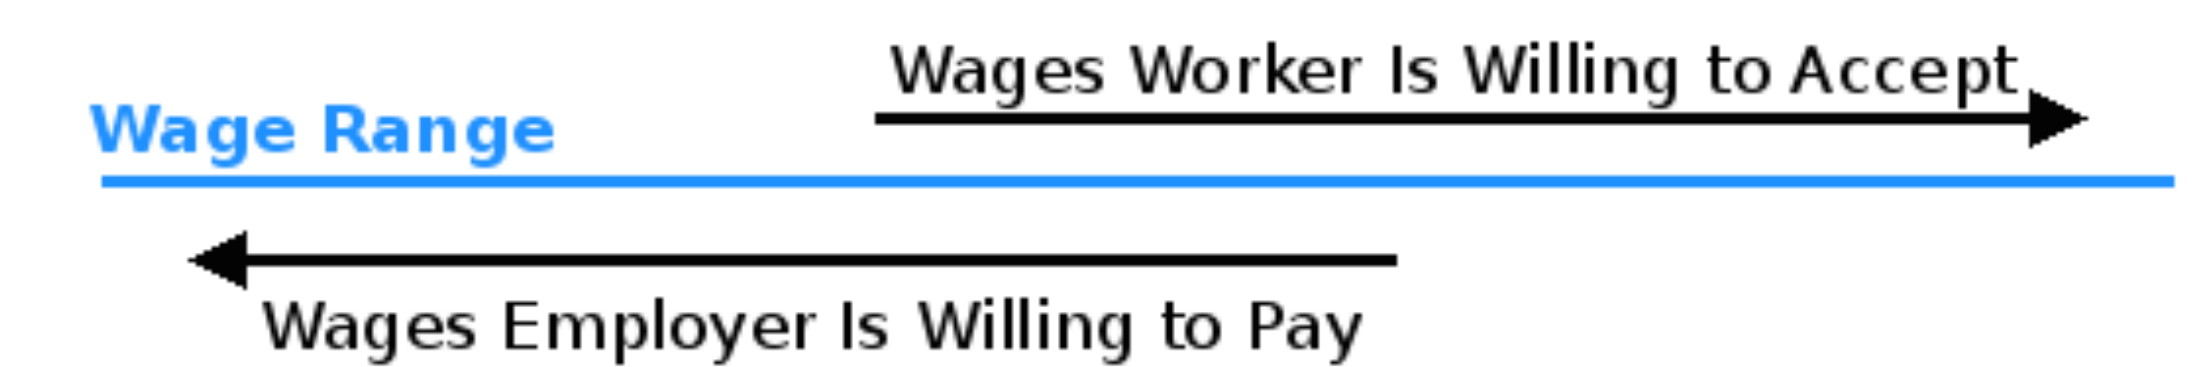 Wages Worker Is Willing to Accept
Wage Range
Wages Employer Is Willing to Pay